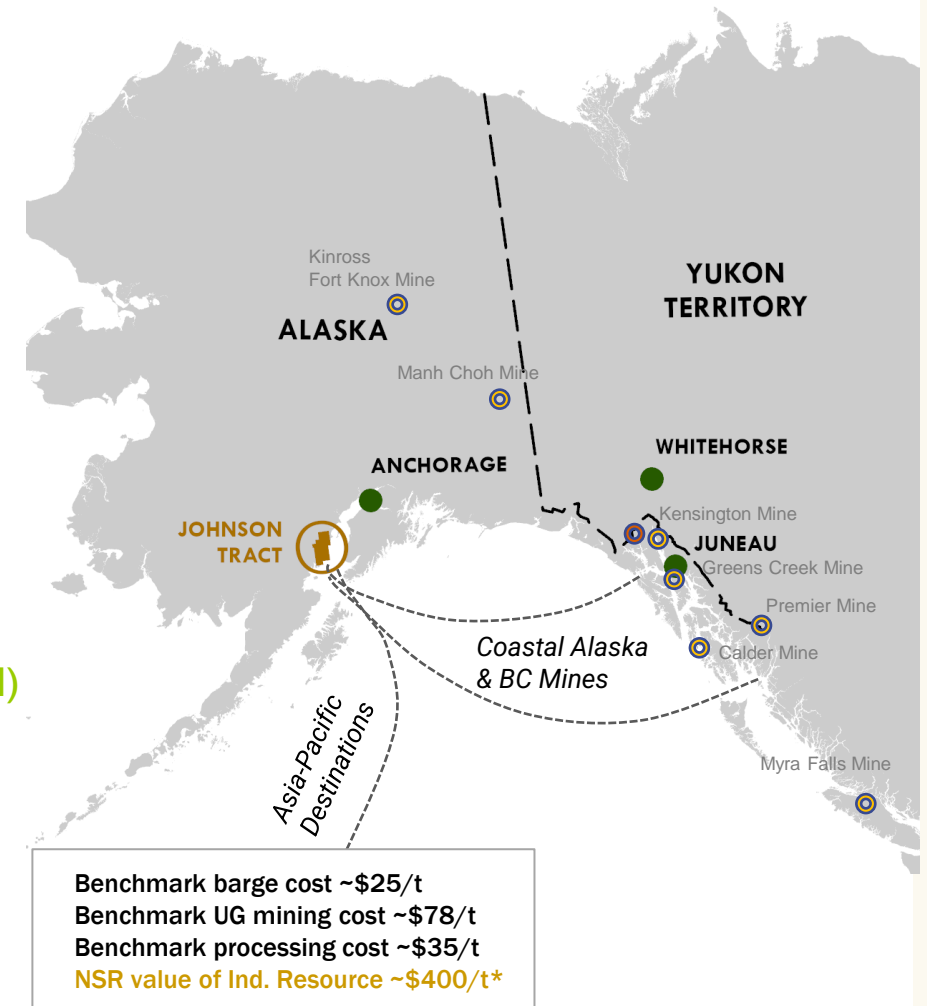 Kinross
Fort Knox Mine
ALASKA
YUKON
TERRITORY
Manh Choh Mine
ANCHORAGE
WHITEHORSE
JOHNSON
TRACT
Kensington Mine
JUNEAU
Greens Creek Mine
Premier Mine
Coastal Alaska
& BC Mines
Calder Mine
Asia-Pacific
Destinations
Myra Falls Mine
Benchmark barge cost ~$25/t
Benchmark UG mining cost ~$78/t
Benchmark processing cost ~$35/t
NSR value of Ind. Resource ~$400/t*